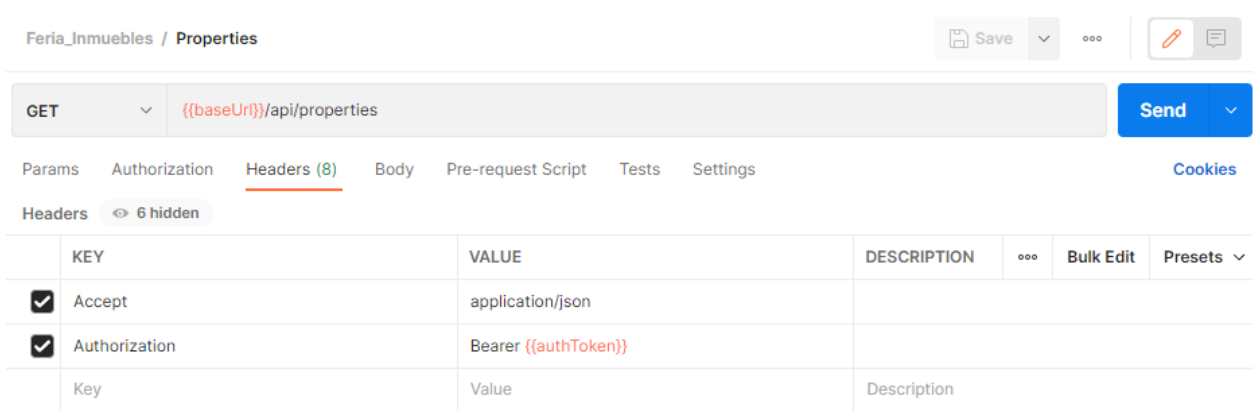 Feria_Inmuebles / Properties
Save
GET {{baseUrl}}/api/properties Send
Params Authorization Headers (8) Body Pre-request Script Tests Settings Cookies
Headers 6 hidden
KEY VALUE DESCRIPTION Bulk Edit Presets
Accept application/json
Authorization Bearer {{authToken}}
Key Value Description